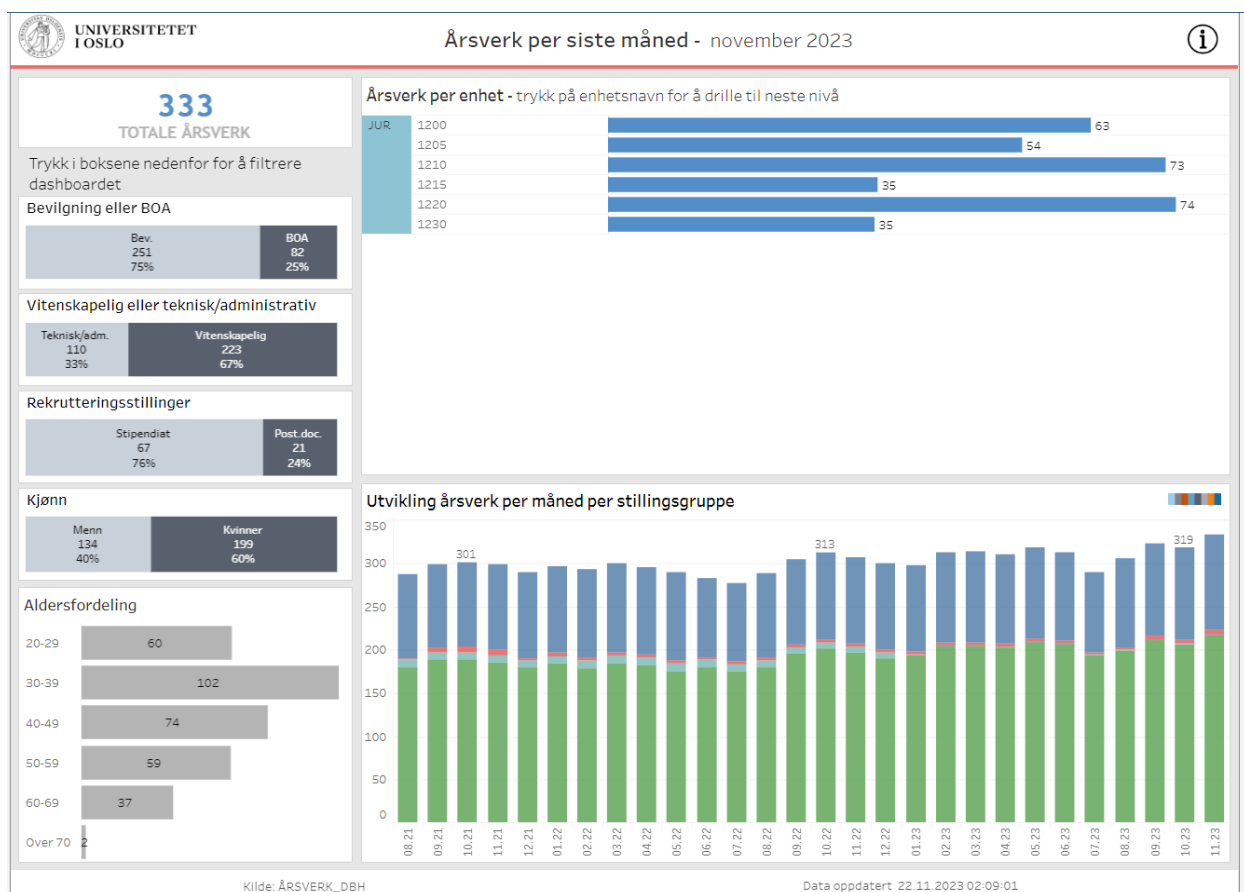 UNIVERSITETET
I OSLO
Årsverk per siste måned - november 2023
i
333
TOTALE ÅRSVERK
Trykk i boksene nedenfor for å filtrere
dashboardet
Bevilgning eller BOA
Bev.
251
75%
BOA
82
25%
Vitenskapelig eller teknisk/administrativ
Teknisk/adm.
110
33%
Vitenskapelig
223
67%
Rekrutteringsstillinger
Stipendiat
67
76%
Post.doc.
21
24%
Kjønn
Menn
134
40%
Kvinner
199
60%
Aldersfordeling
20-29 60
30-39 102
40-49 74
50-59 59
60-69 37
Over 70 2
Årsverk per enhet - trykk på enhetsnavn for å drille til neste nivå
JUR 1200 63
1205 54
1210 73
1215 35
1220 74
1230 35
Utvikling årsverk per måned per stillingsgruppe
350
300
250
200
150
100
50
0
301
313
319
08.21
09.21
10.21
11.21
12.21
01.22
02.22
03.22
04.22
05.22
06.22
07.22
08.22
09.22
10.22
11.22
12.22
01.23
02.23
03.23
04.23
05.23
06.23
07.23
08.23
09.23
10.23
11.23
Kilde: ÅRSVERK_DBH
Data oppdatert 22.11.2023 02:09:01